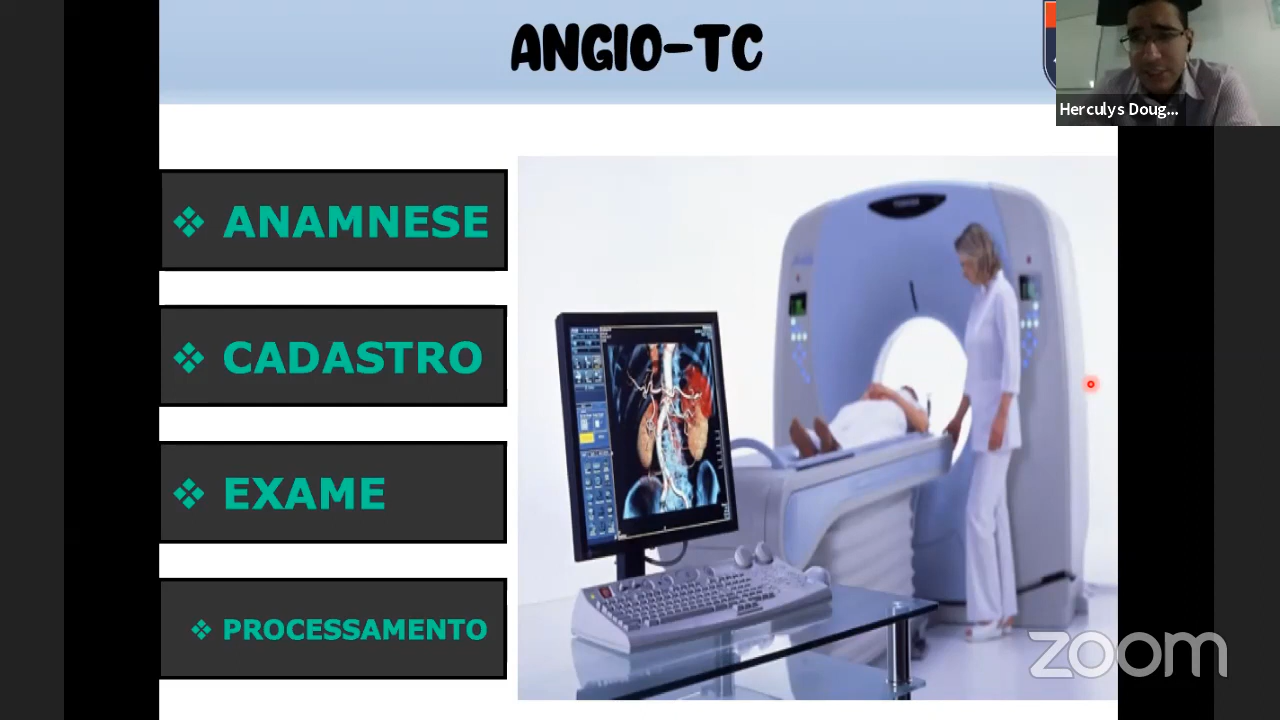 ANGIO-TC
Herculys Doug...
❖ ANAMNESE
❖ CADASTRO
❖ EXAME
❖ PROCESSAMENTO
zoom